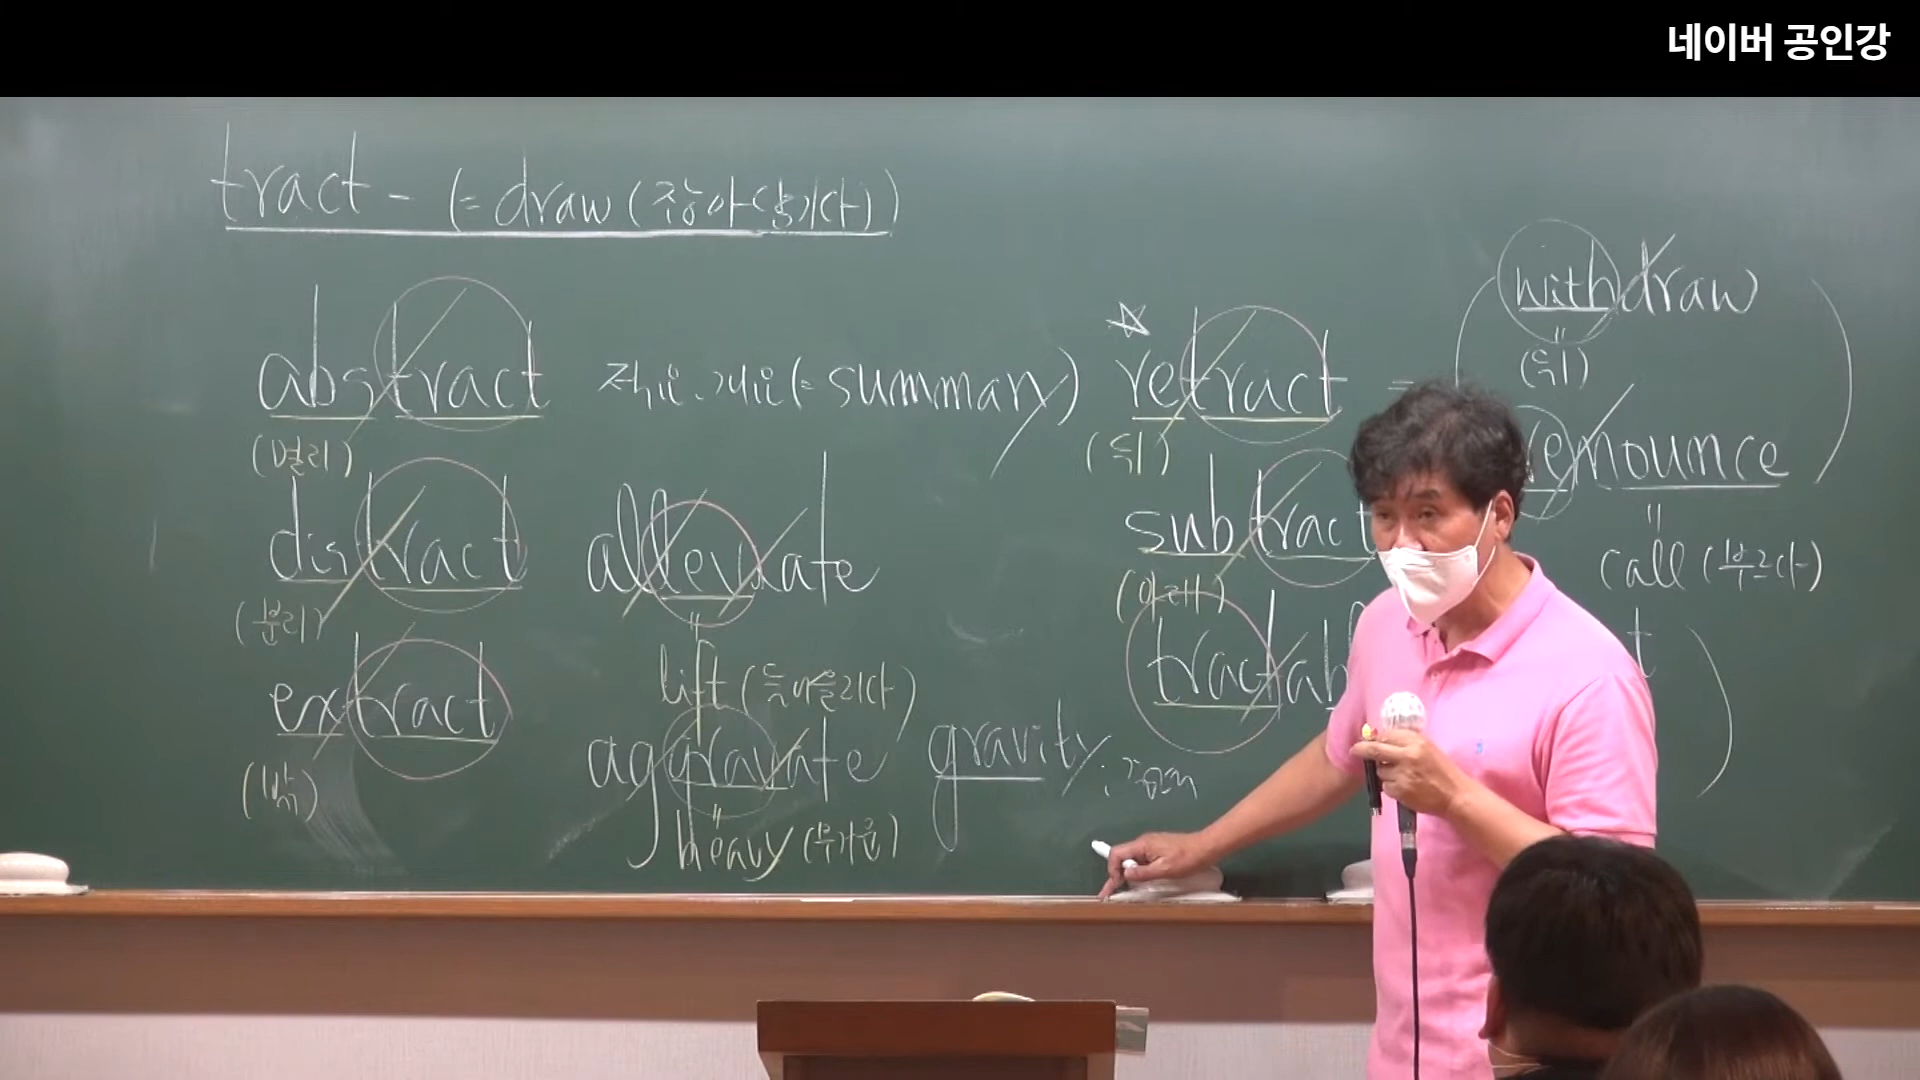 네이버 공인강
tract - (= draw (잡아당기다))
abstract 적요.개요(= summary)
(멀리)
distract
(분리)
extract
(밖)
alleviate
=
lift (들어올리다)
aggravate gravity;
=
heavy (무거운)
☆
retract =
(뒤)
subtract
(아래)
withdraw
=
(뒤)
renounce
=
call (부르다)